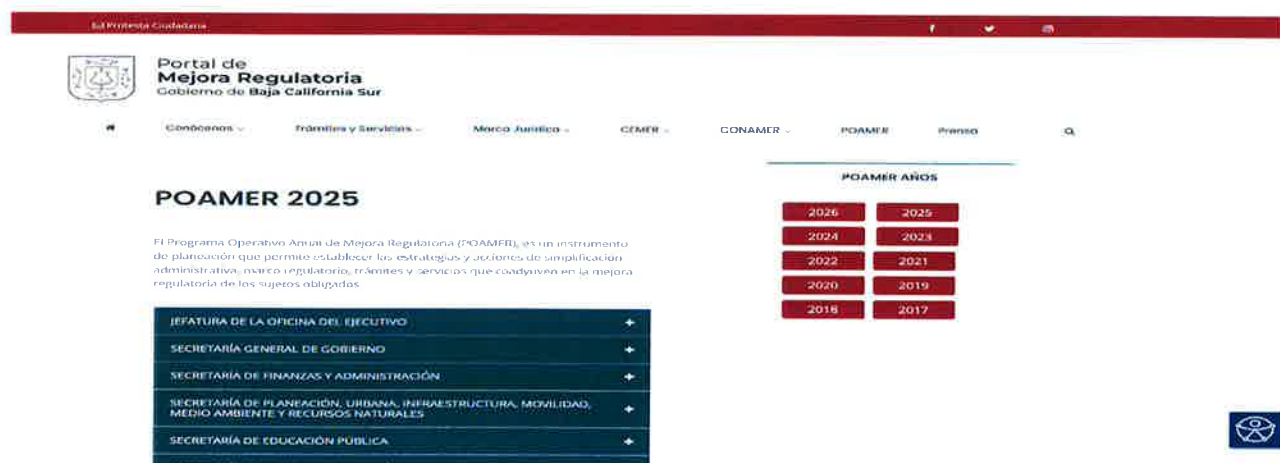 Protesta Ciudadana
Portal de
Mejora Regulatoria
Gobierno de Baja California Sur
Conócenos
Trámites y Servicios
Marco Jurídico
CEMER
CONAMER
POAMER
Prensa
POAMER 2025
El Programa Operativo Anual de Mejora Regulatoria (POAMER), es un instrumento
de planeación que permite establecer las estrategias y acciones de simplificación
administrativa, marco regulatorio, trámites y servicios que coadyuven en la mejora
regulatoria de los sujetos obligados
JEFATURA DE LA OFICINA DEL EJECUTIVO +
SECRETARÍA GENERAL DE GOBIERNO +
SECRETARÍA DE FINANZAS Y ADMINISTRACIÓN +
SECRETARÍA DE PLANEACIÓN, URBANA, INFRAESTRUCTURA, MOVILIDAD,
MEDIO AMBIENTE Y RECURSOS NATURALES +
SECRETARÍA DE EDUCACIÓN PÚBLICA +
POAMER AÑOS
2026 2025
2024 2023
2022 2021
2020 2019
2018 2017